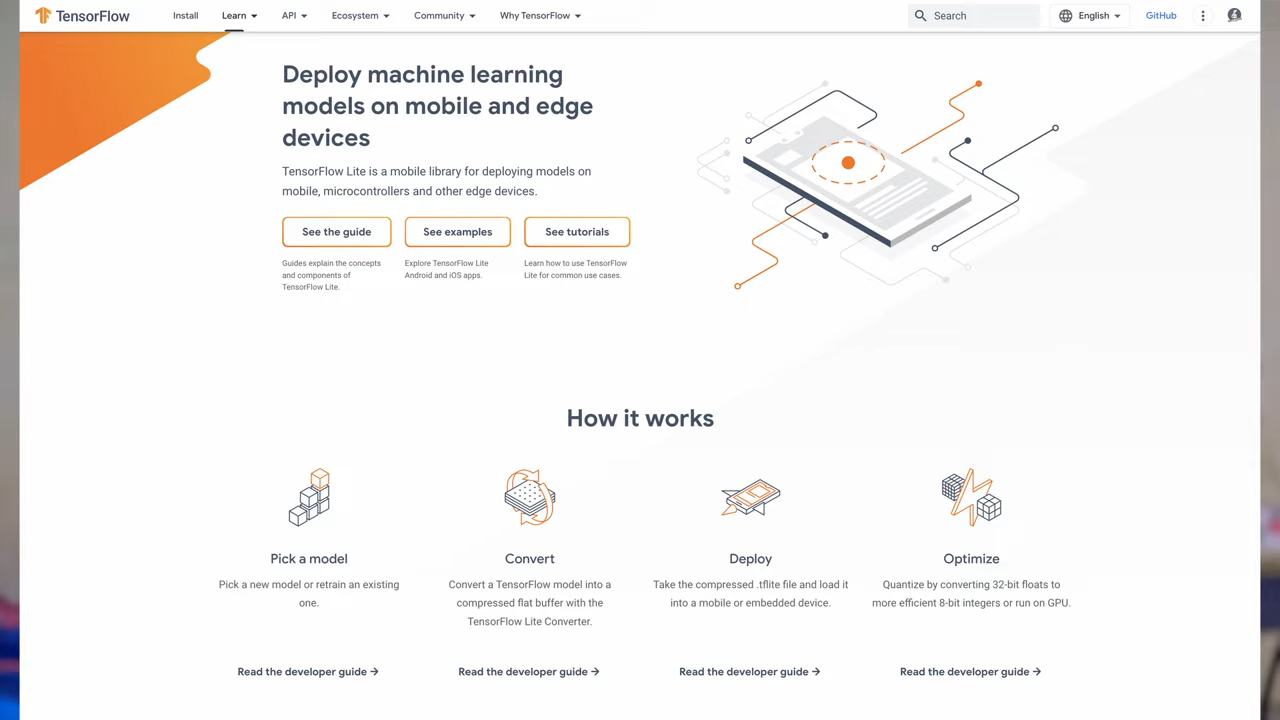 TensorFlow
Install
Learn
API
Ecosystem
Community
Why TensorFlow
Search
English
GitHub
Deploy machine learning
models on mobile and edge
devices
TensorFlow Lite is a mobile library for deploying models on
mobile, microcontrollers and other edge devices.
See the guide
See examples
See tutorials
Guides explain the concepts
and components of
TensorFlow Lite.
Explore TensorFlow Lite
Android and iOS apps.
Learn how to use TensorFlow
Lite for common use cases.
How it works
Pick a model
Pick a new model or retrain an existing
one.
Read the developer guide →
Convert
Convert a TensorFlow model into a
compressed flat buffer with the
TensorFlow Lite Converter.
Read the developer guide →
Deploy
Take the compressed .tflite file and load it
into a mobile or embedded device.
Read the developer guide →
Optimize
Quantize by converting 32-bit floats to
more efficient 8-bit integers or run on GPU.
Read the developer guide →